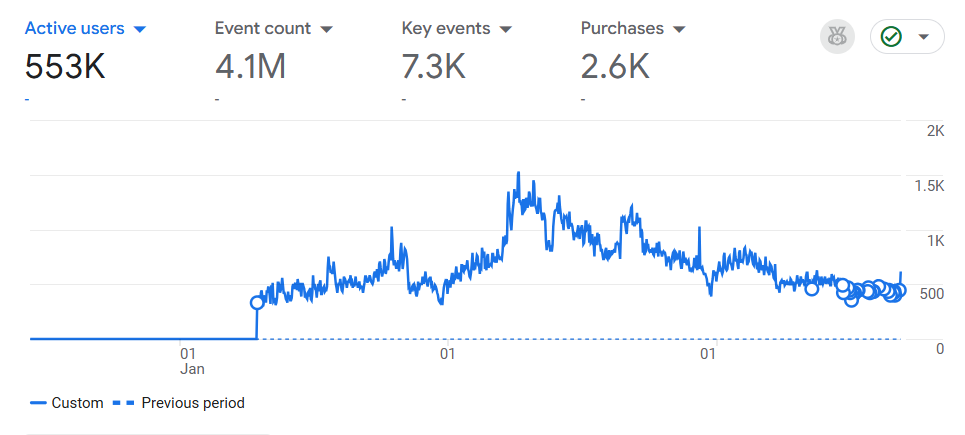 Active users Event count Key events Purchases
553K 4.1M 7.3K 2.6K
- - - -
2K
1.5K
1K
500
0
01 01 01
Jan
Custom Previous period